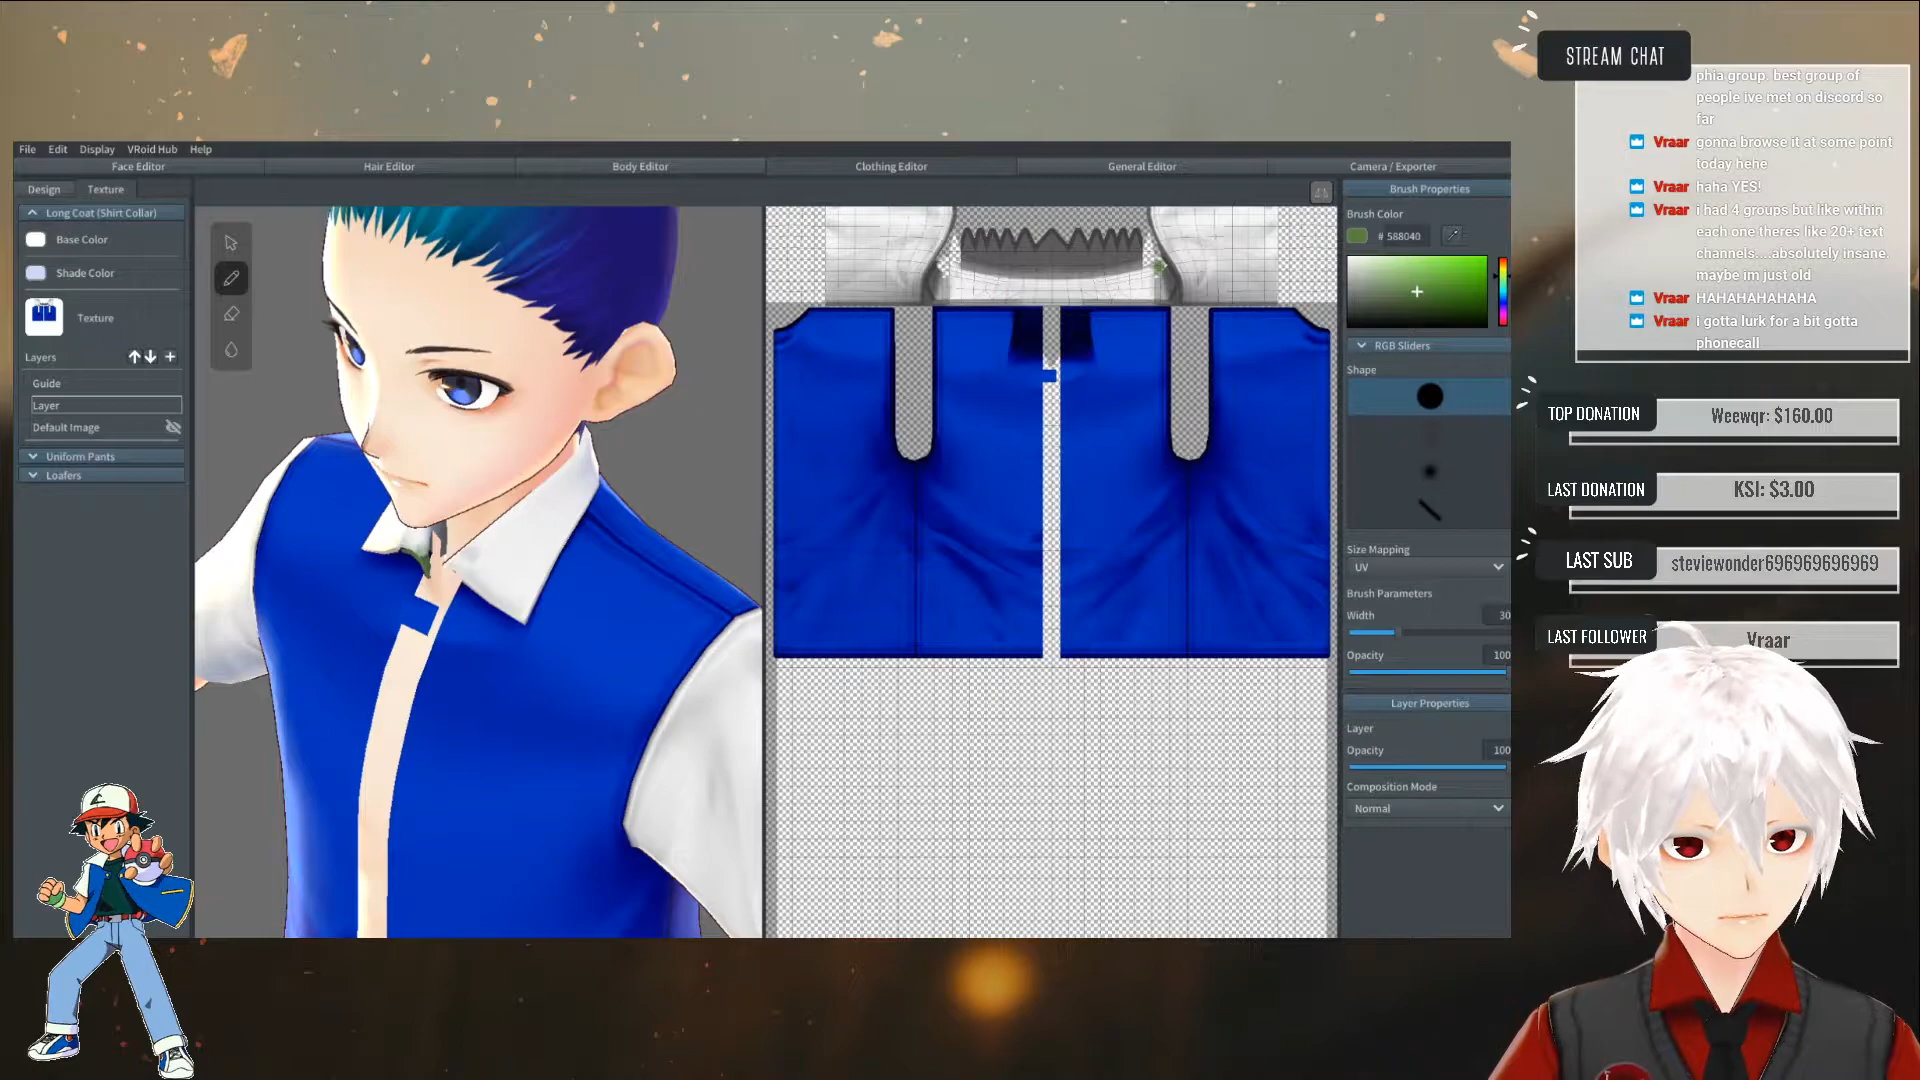 STREAM CHAT
phia group. best group of
people ive met on discord so
far
Vraar gonna browse it at some point
today hehe
Vraar haha YES!
Vraar i had 4 groups but like within
each one theres like 20+ text
channels....absolutely insane.
maybe im just old
Vraar HAHAHAHAHAHA
Vraar i gotta lurk for a bit gotta
phonecall
File Edit Display VRoid Hub Help
Face Editor Hair Editor Body Editor Clothing Editor General Editor Camera / Exporter
Design Texture
Long Coat (Shirt Collar)
Base Color
Shade Color
Texture
Layers
Guide
Layer
Default Image
Uniform Pants
Loafers
Brush Properties
Brush Color
# 588040
RGB Sliders
Shape
Size Mapping
UV
Brush Parameters
Width 30
Opacity 100
Layer Properties
Layer
Opacity 100
Composition Mode
Normal
TOP DONATION Weewqr: $160.00
LAST DONATION KSI: $3.00
LAST SUB steviewonder696969696969
LAST FOLLOWER Vraar